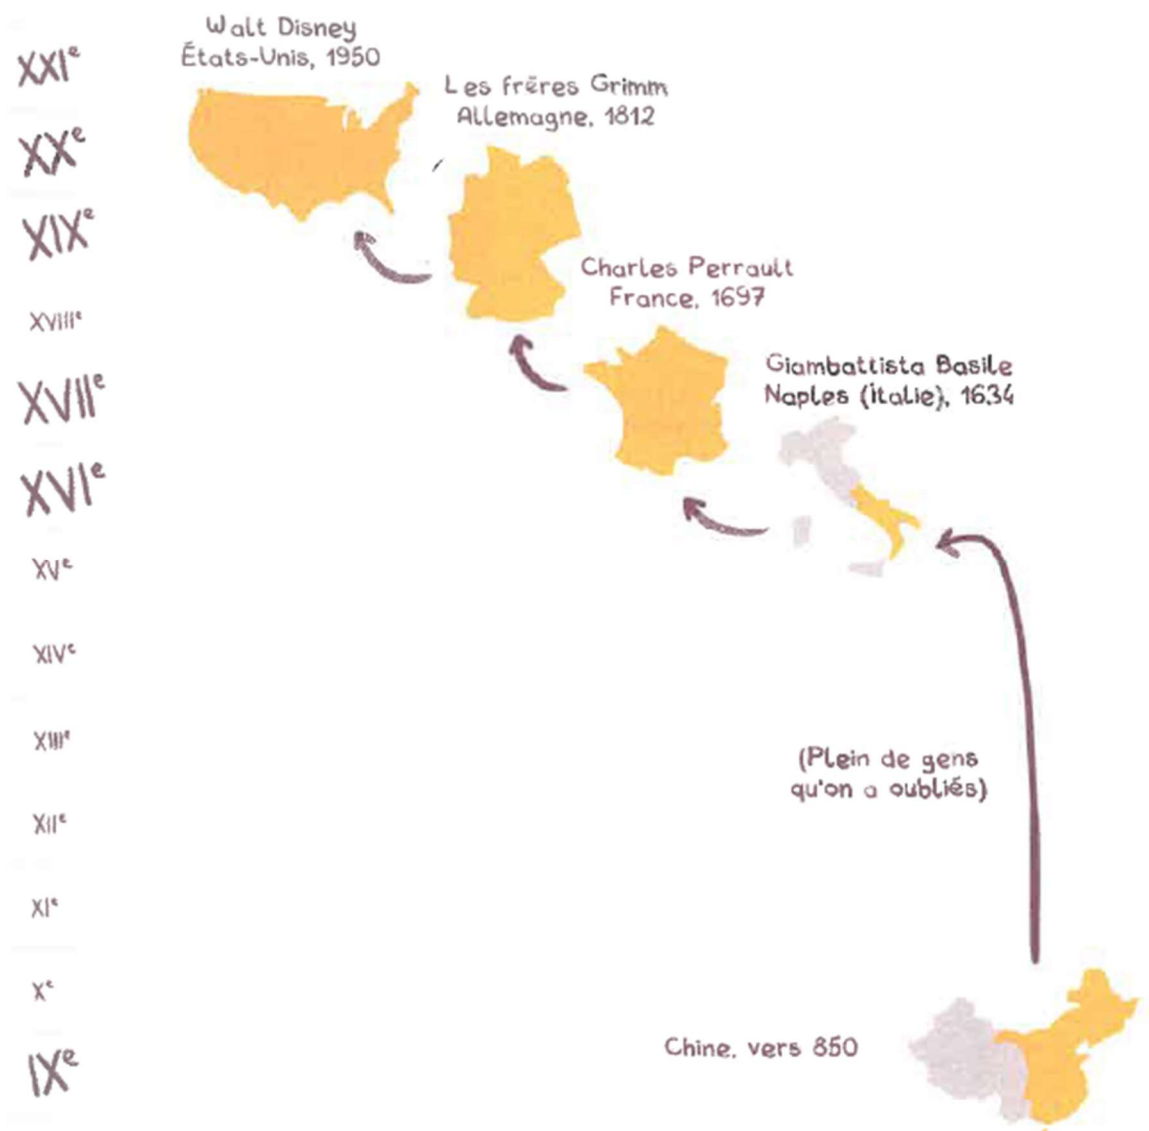 XXIe
XXe
XIXe
XVIIIe
XVIIe
XVIe
XVe
XIVe
XIIIe
XIIe
XIe
Xe
IXe
Walt Disney
États-Unis, 1950
Les frères Grimm
Allemagne, 1812
Charles Perrault
France, 1697
Giambattista Basile
Naples (italie), 1634
(Plein de gens
qu'on a oubliés)
Chine, vers 850